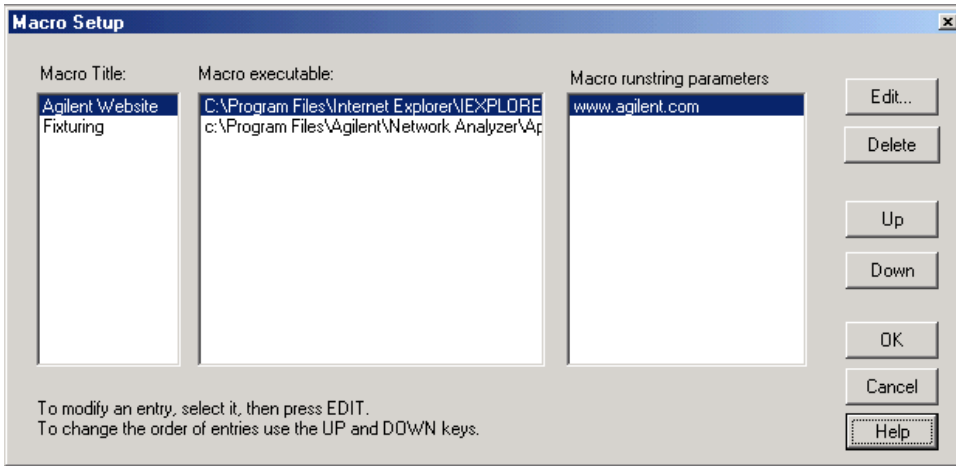 Macro Setup
Macro Title:
Macro executable:
Macro runstring parameters
Agilent Website
C:\Program Files\Internet Explorer\IEXPLORE
www.agilent.com
Fixturing
c:\Program Files\Agilent\Network Analyzer\Ap
Edit...
Delete
Up
Down
OK
Cancel
Help
To modify an entry, select it, then press EDIT.
To change the order of entries use the UP and DOWN keys.